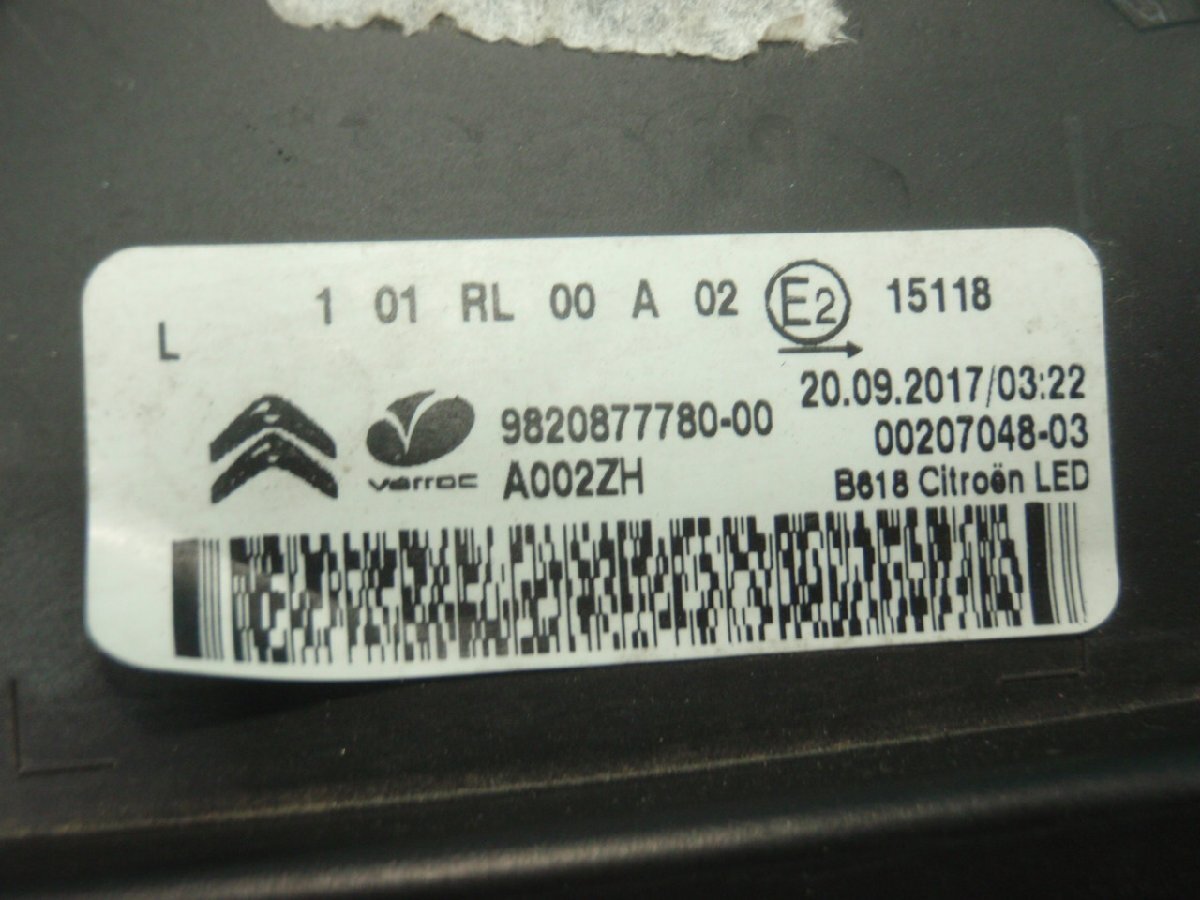 1 01 RL 00 A 02 E2 15118
L
20.09.2017/03:22
9820877780-00
00207048-03
varroc
A002ZH
B618 Citroën LED